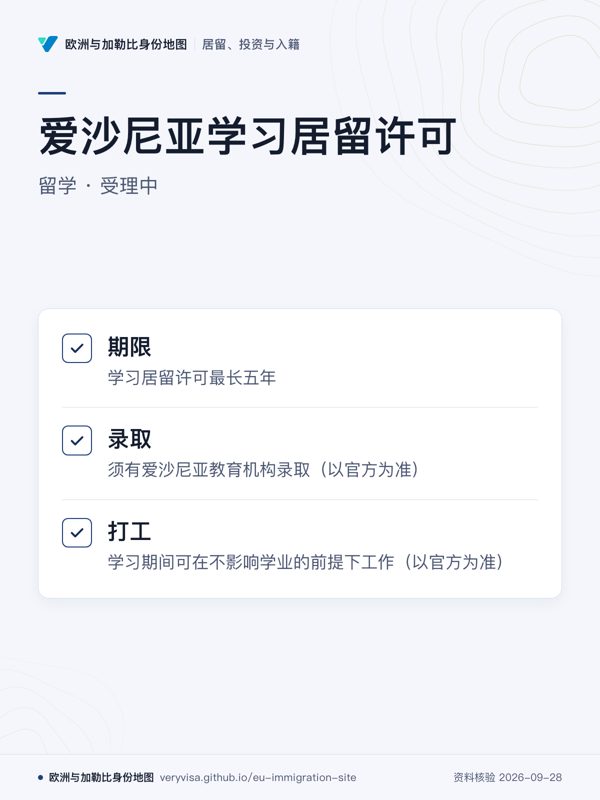 欧洲与加勒比身份地图 居留、投资与入籍
爱沙尼亚学习居留许可
留学 · 受理中
期限
学习居留许可最长五年
录取
须有爱沙尼亚教育机构录取（以官方为准）
打工
学习期间可在不影响学业的前提下工作（以官方为准）
欧洲与加勒比身份地图 veryvisa.github.io/eu-immigration-site 资料核验 2026-09-28